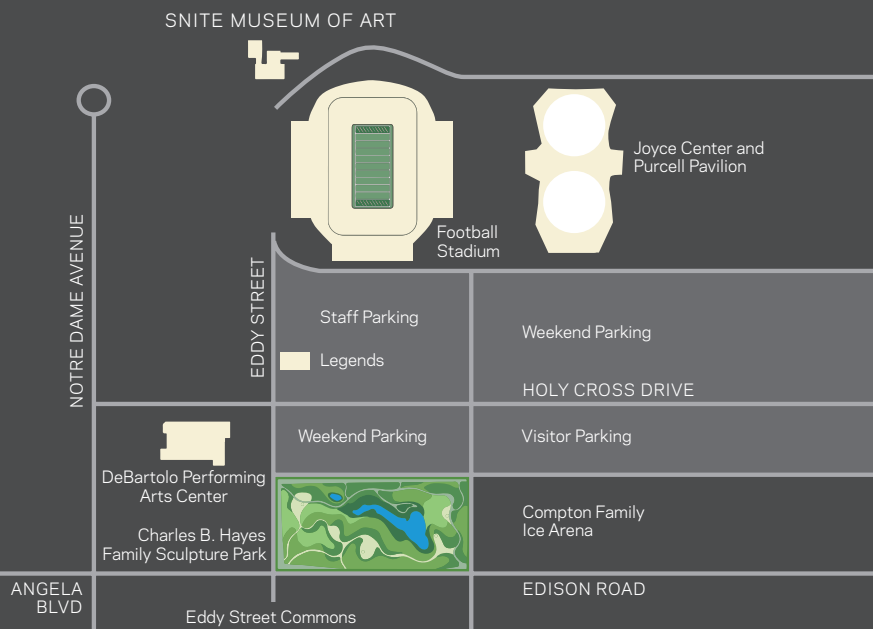 SNITE MUSEUM OF ART
Joyce Center and
Purcell Pavilion
Football
Stadium
NOTRE DAME AVENUE
EDDY STREET
Staff Parking
Weekend Parking
Legends
HOLY CROSS DRIVE
Weekend Parking
Visitor Parking
DeBartolo Performing
Arts Center
Charles B. Hayes
Family Sculpture Park
Compton Family
Ice Arena
ANGELA
BLVD
EDISON ROAD
Eddy Street Commons